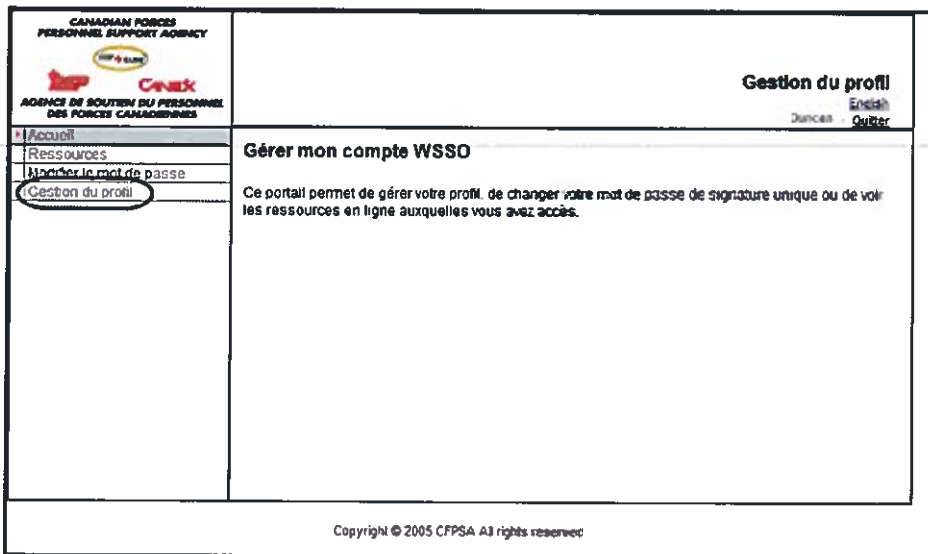 CANADIAN FORCES
PERSONNEL SUPPORT AGENCY
CANEX
AGENCE DE SOUTIEN DU PERSONNEL
DES FORCES CANADIENNES
Gestion du profil
English
Duncan Quitter
Accueil
Ressources
Modifier le mot de passe
Gestion du profil
Gérer mon compte WSSO
Ce portail permet de gérer votre profil, de changer votre mot de passe de signature unique ou de voir
les ressources en ligne auxquelles vous avez accès.
Copyright © 2005 CFPSA All rights reserved